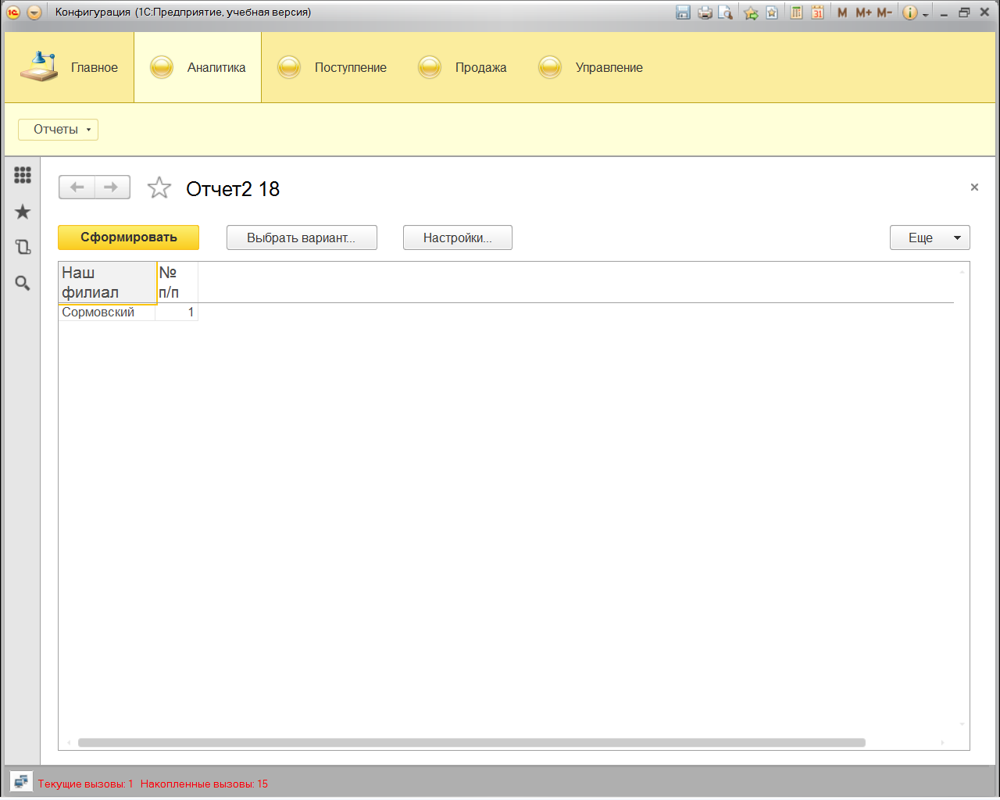 Конфигурация (1С:Предприятие, учебная версия)
M M+ M-
31
Главное
Аналитика
Поступление
Продажа
Управление
Отчеты
Отчет2 18
Сформировать
Выбрать вариант...
Настройки...
Еще
Наш филиал
№ п/п
Сормовский 1
Текущие вызовы: 1 Накопленные вызовы: 15